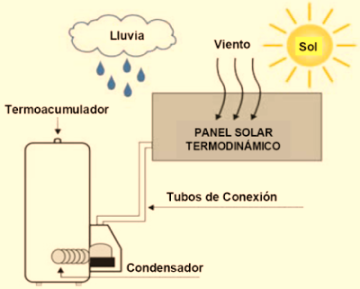 Lluvia
Viento
Sol
Termoacumulador
PANEL SOLAR
TERMODINÁMICO
Tubos de Conexión
Condensador